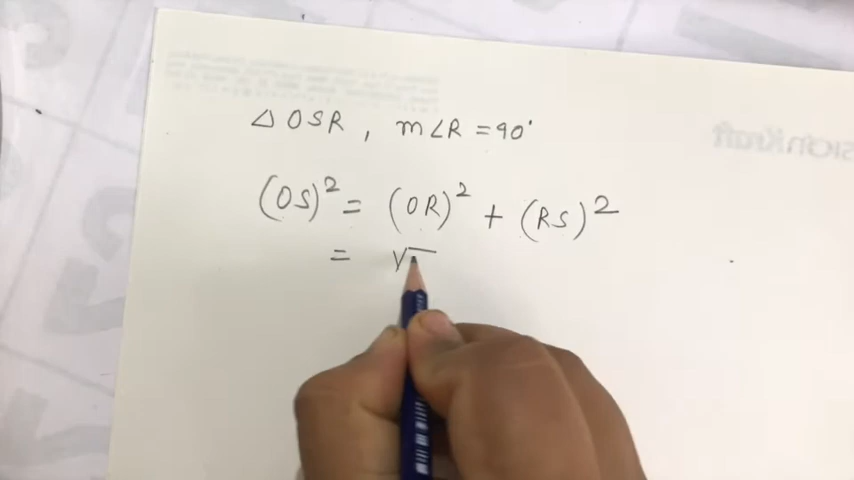 △ OSR, m∠R = 90°
(OS)² = (OR)² + (RS)²
= √